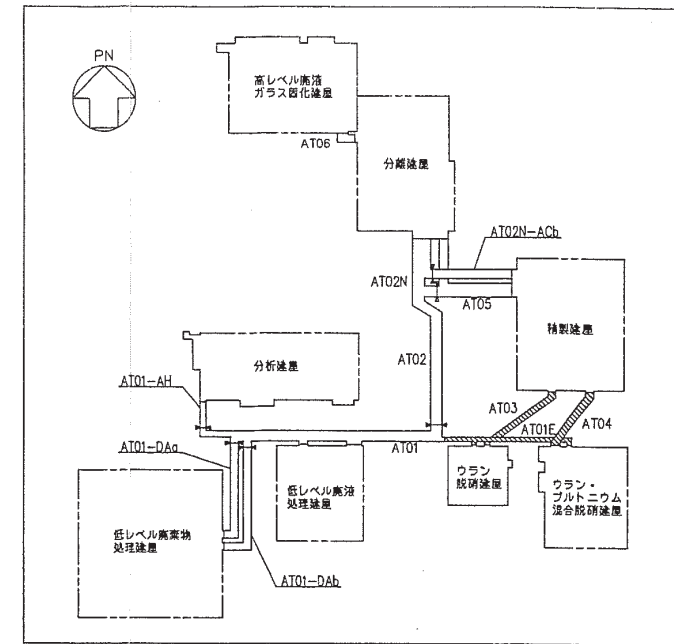 PN
高レベル廃液
ガラス固化建屋
AT06
分離建屋
AT02N-ACb
AT02N
AT05
精製建屋
AT02
分析建屋
AT01-AH
AT03
AT01E
AT04
AT01-DAa
AT01
低レベル廃液
処理建屋
ウラン
脱硝建屋
ウラン・
プルトニウム
混合脱硝建屋
低レベル廃棄物
処理建屋
AT01-DAb